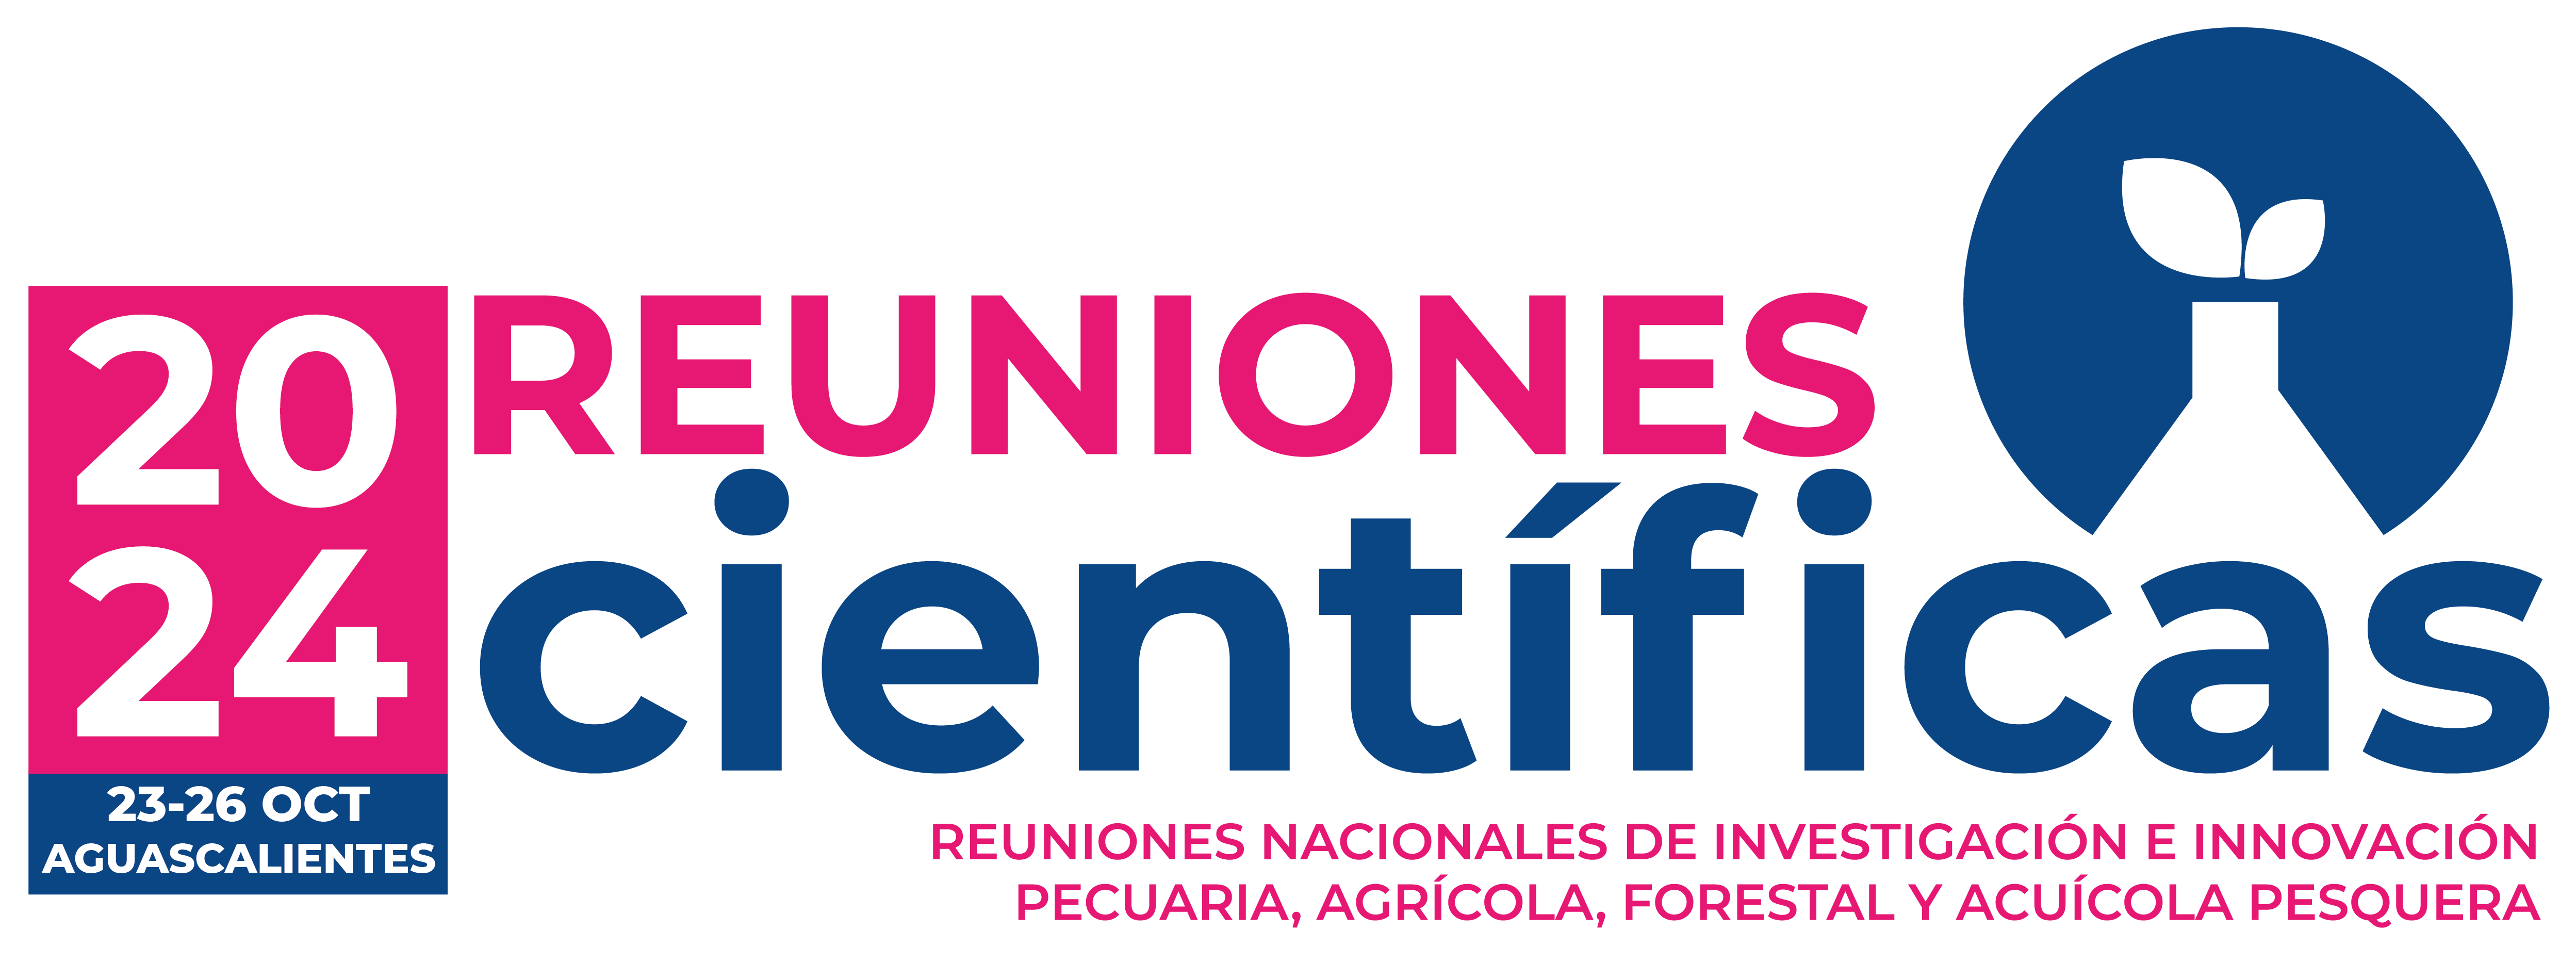 20
24
23-26 OCT
AGUASCALIENTES
REUNIONES
científicas
REUNIONES NACIONALES DE INVESTIGACIÓN E INNOVACIÓN
PECUARIA, AGRÍCOLA, FORESTAL Y ACUÍCOLA PESQUERA